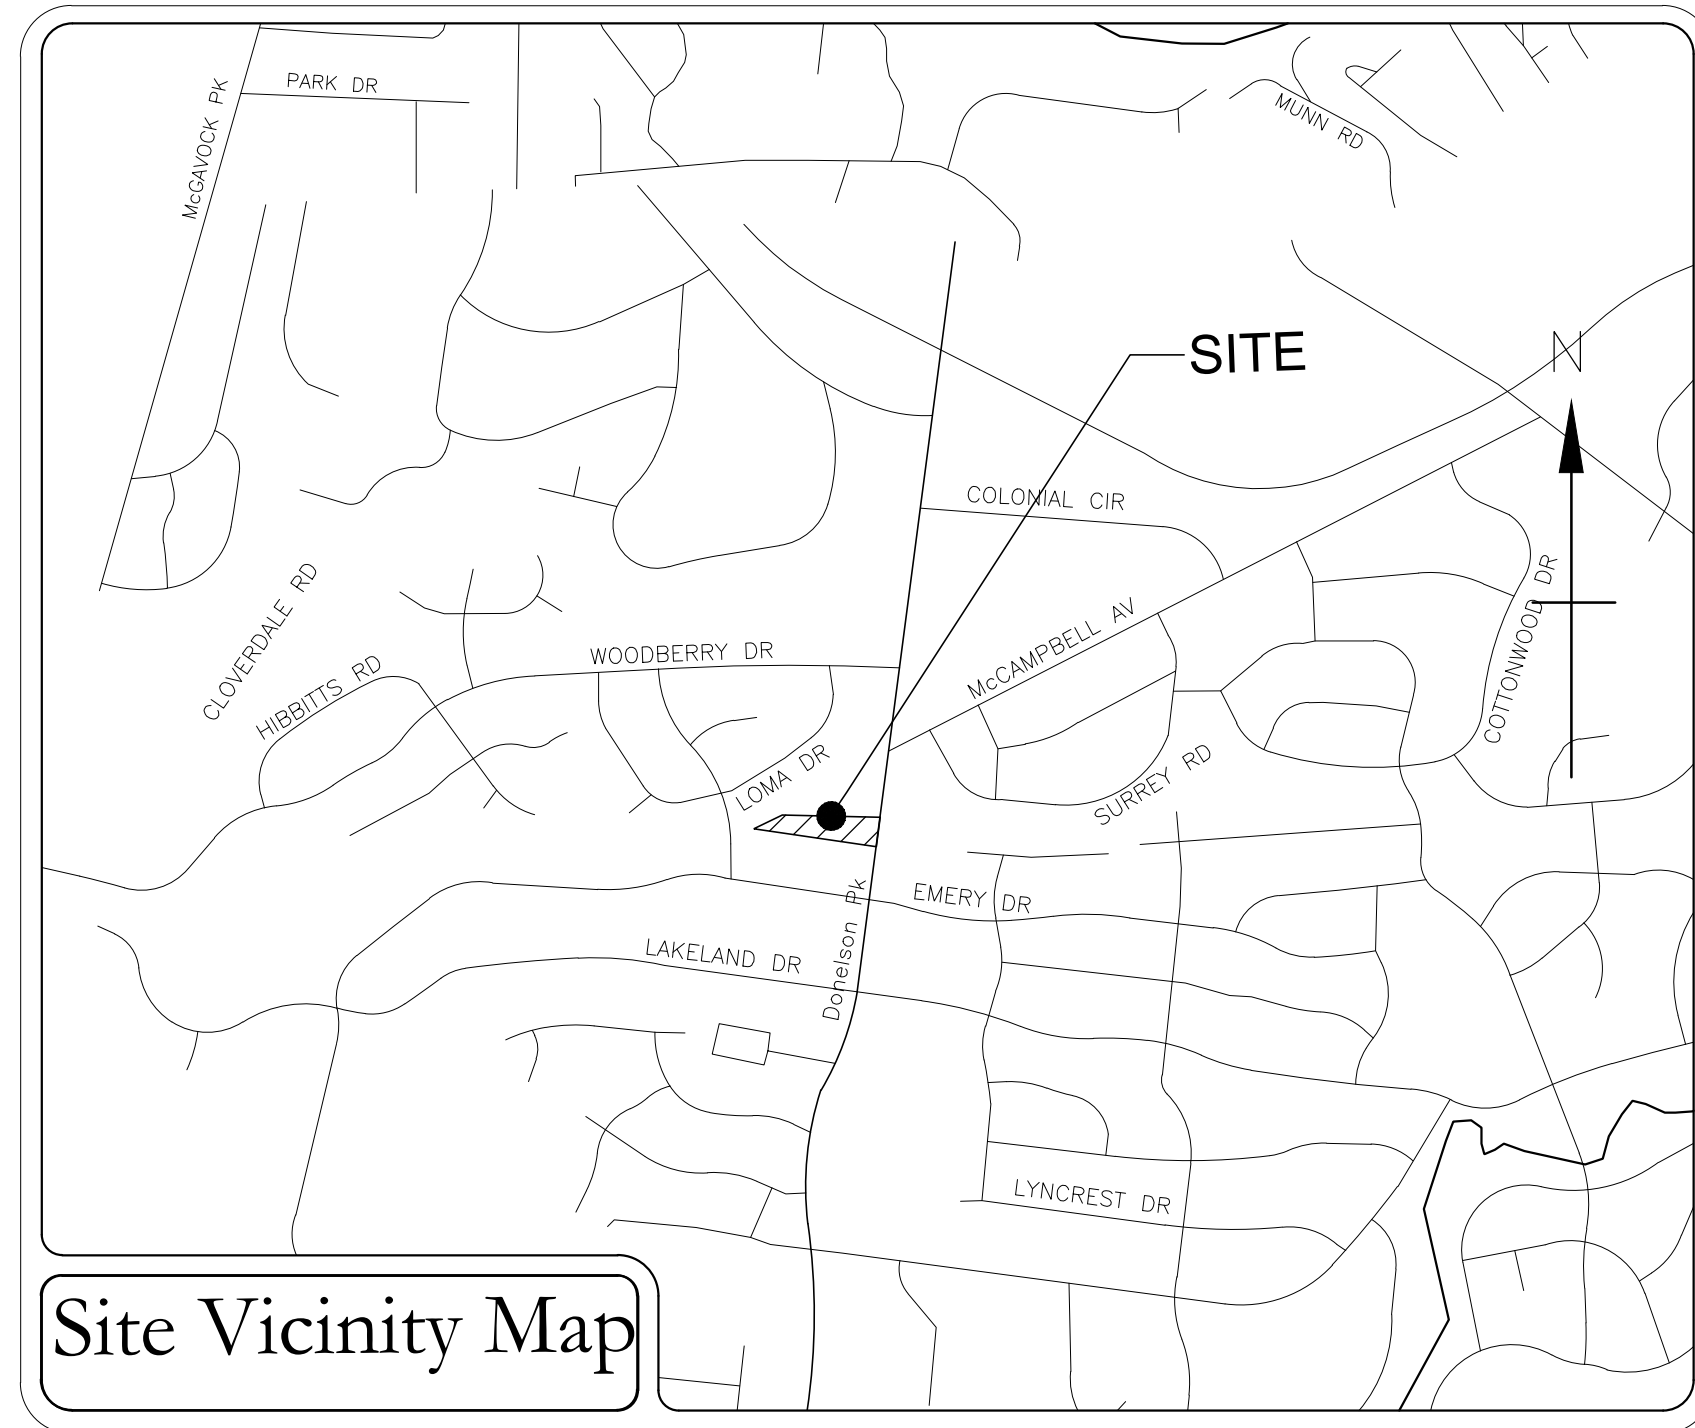 PARK DR
McGAVOCK PK
MUNN RD
SITE
N
COLONIAL CIR
CLOVERDALE RD
HIBBITTS RD
WOODBERRY DR
McCAMPBELL AV
COTTONWOOD DR
LOMA DR
SURREY RD
EMERY DR
Donelson Pk
LAKELAND DR
LYNCREST DR
Site Vicinity Map